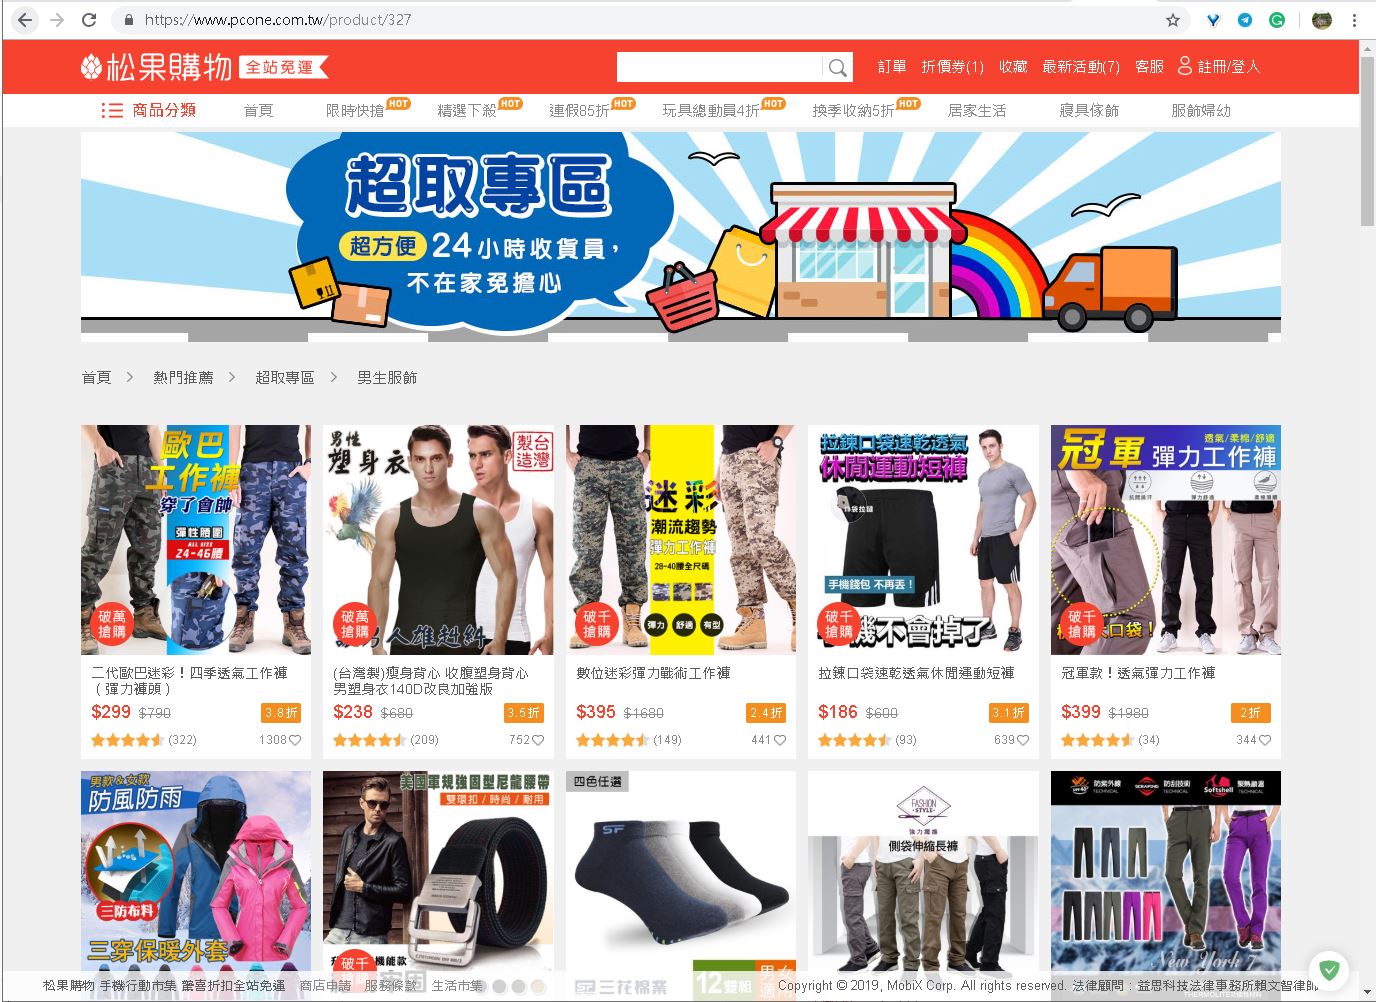 https://www.pcone.com.tw/product/327
松果購物 全站免運
訂單 折價券(1) 收藏 最新活動(7) 客服 註冊/登入
商品分類 首頁 限時快搶 HOT 精選下殺 HOT 連假85折 HOT 玩具總動員4折 HOT 換季收納5折 HOT 居家生活 寢具傢飾 服飾婦幼
超取專區
超方便 24小時收貨員,
不在家免擔心
首頁 > 熱門推薦 > 超取專區 > 男生服飾
歐巴
工作褲
穿了會帥
彈性腰圍
ALL SIZE
24-46腰
破萬
搶購
二代歐巴迷彩!四季透氣工作褲
(彈力褲頭)
$299 $790 3.8折
(322) 1308
男性
塑身衣
台灣
製造
破萬
搶購
(台灣製)瘦身背心 收腹塑身背心
男塑身衣140D改良加強版
$238 $680 3.5折
(209) 752
迷彩
潮流趨勢
彈力工作褲
28-40腰全尺碼
彈力 舒適 有型
破千
搶購
數位迷彩彈力戰術工作褲
$395 $1680 2.4折
(149) 441
拉鍊口袋速乾透氣
休閒運動短褲
手機錢包 不再丟!
機不會掉了
破千
搶購
拉鍊口袋速乾透氣休閒運動短褲
$186 $600 3.1折
(93) 639
冠軍 彈力工作褲
透氣/柔棉/舒適
破千
搶購
冠軍款!透氣彈力工作褲
$399 $1980 2折
(34) 344
男款&女款
防風防雨
三防布料
三穿保暖外套
美國軍規強固型尼龍腰帶
雙環扣 / 時尚 / 耐用
破千
搶購
四色任選
SF
三花棉業
12雙組
FASHION
STYLE
強力纖維
側袋伸縮長褲
防紫外線
TECHNICAL
防刮技術
TECHNICAL
Softshell
聚熱鎖溫
New York 7
松果購物 手機行動市集 驚喜折扣全站免運 商店申請 服務條款 生活市集
Copyright © 2019, MobiX Corp. All rights reserved. 法律顧問:益思科技法律事務所賴文智律師